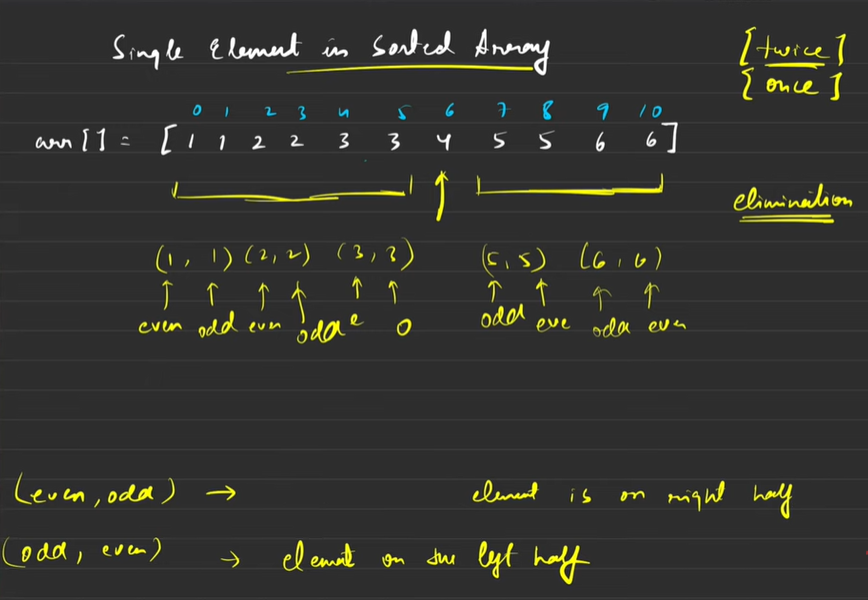 Single Element in Sorted Array
[twice]
[once]
0 1 2 3 4 5 6 7 8 9 10
arr[] = [1 1 2 2 3 3 4 5 5 6 6]
elimination
(1, 1) (2, 2) (3, 3) (5, 5) (6, 6)
even odd even odd e o odd eve odd even
(even, odd) → element is on right half
(odd, even) → element on the left half